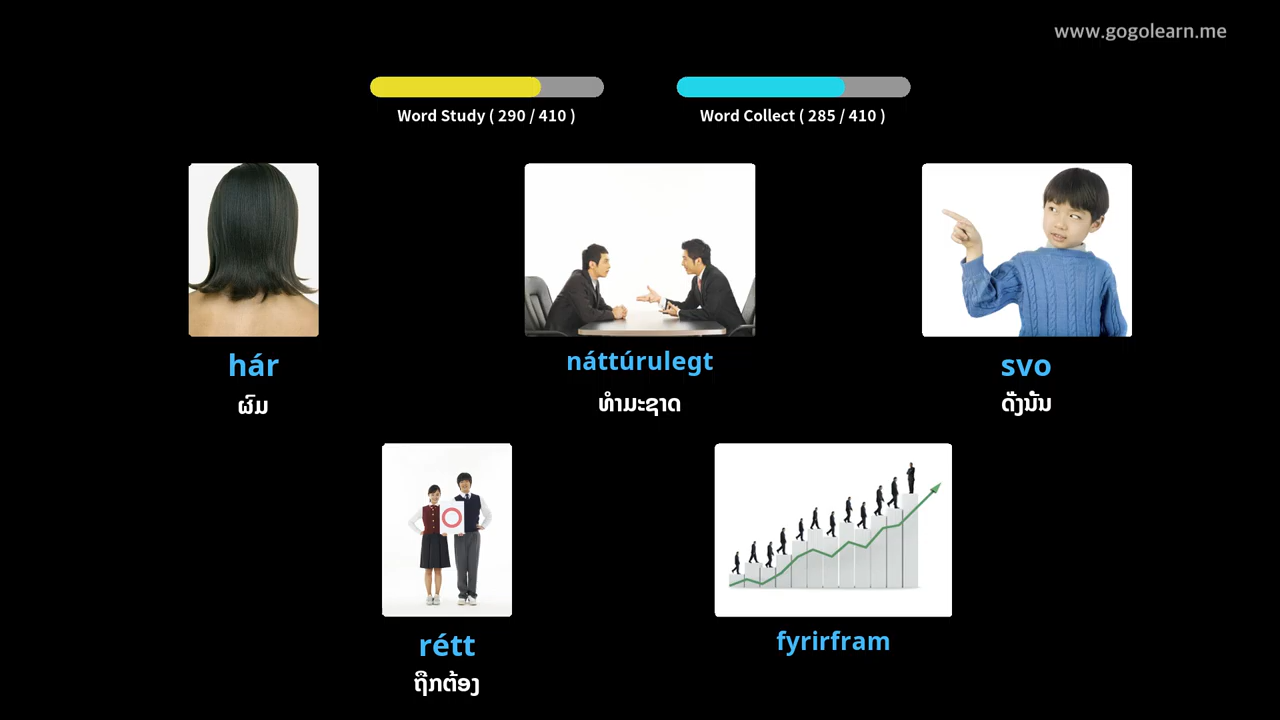 www.gogolearn.me
Word Study ( 290 / 410 )
Word Collect ( 285 / 410 )
hár
náttúrulegt
svo
ຜົມ
ທຳມະຊາດ
ດັ່ງນັ້ນ
rétt
fyrirfram
ຖືກຕ້ອງ